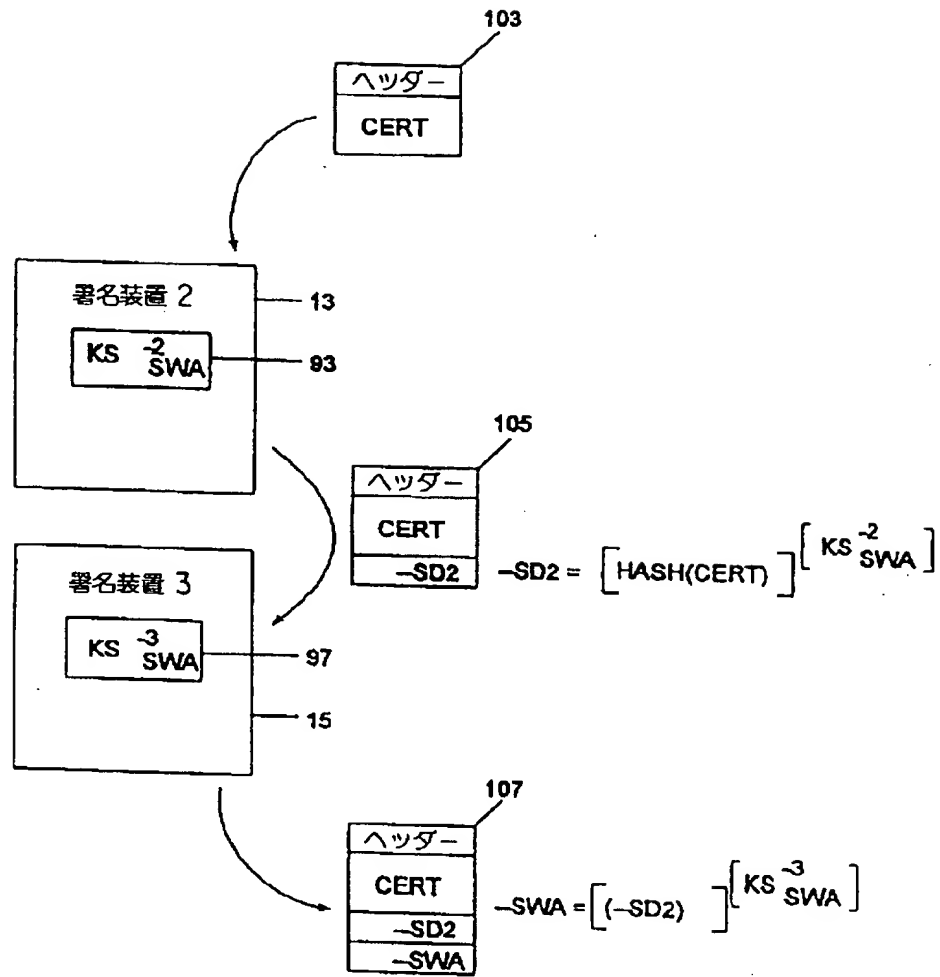 103
ヘッダー
CERT
署名装置 2
13
KS -2 SWA
93
105
ヘッダー
CERT
–SD2
–SD2 = [HASH(CERT)] [KS -2 SWA]
署名装置 3
KS -3 SWA
97
15
107
ヘッダー
CERT
–SD2
–SWA
–SWA = [(–SD2)] [KS -3 SWA]